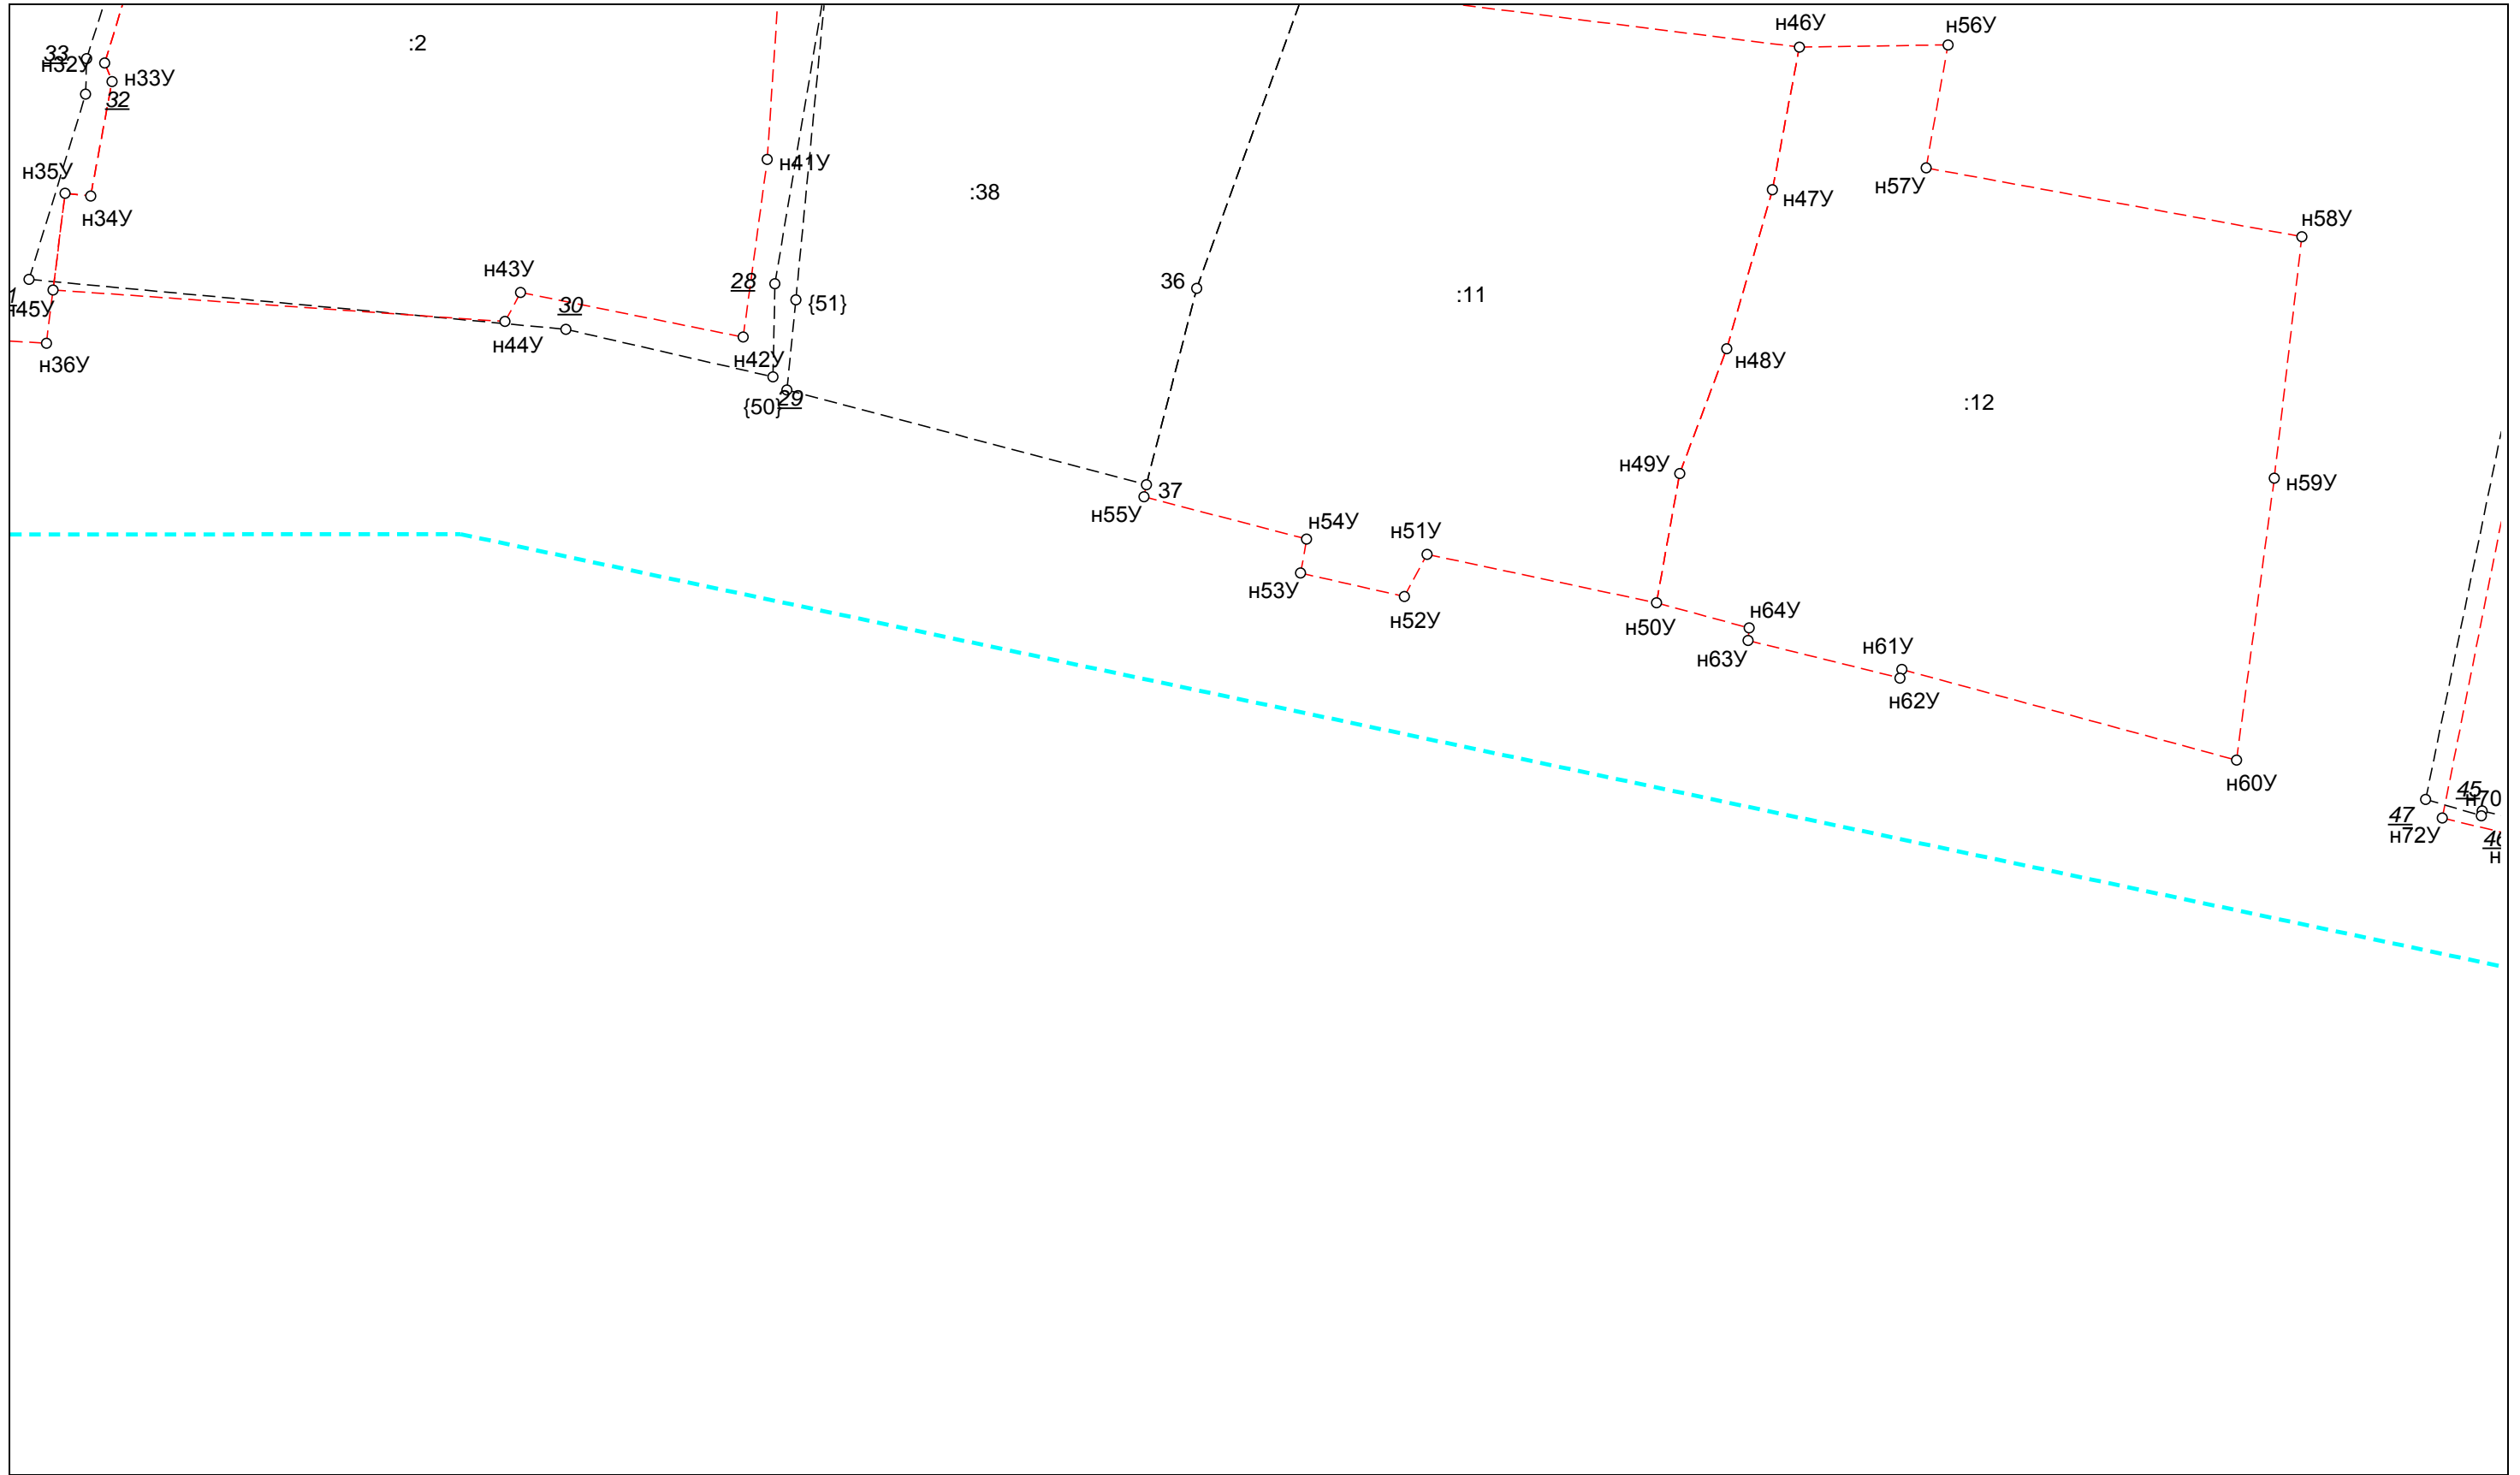 н46У
н56У
:2
33
н32У
н33У
32
н41У
н35У
:38
н47У
н57У
н34У
н58У
н43У
28
36
:11
{51}
н45У
30
н44У
н42У
н48У
н36У
{50}
29
:12
н49У
37
н59У
н55У
н54У
н51У
н53У
н52У
н64У
н50У
н61У
н63У
н62У
н60У
45
н70
47
н72У